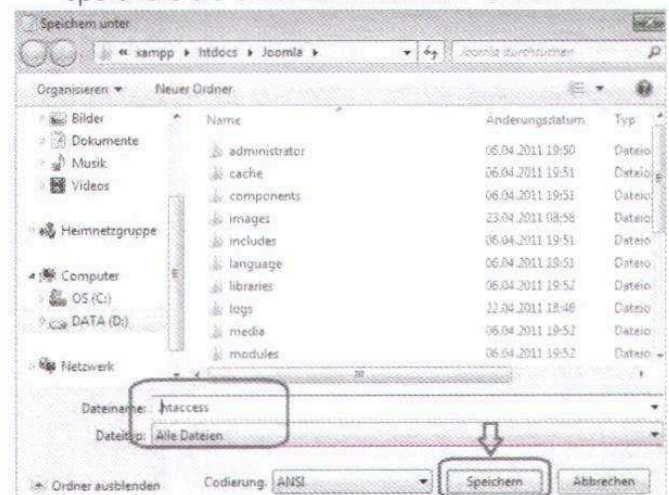 Speichern unter
« xampp ▸ htdocs ▸ Joomla ▸ Joomla durchsuchen
Organisieren ▾ Neuer Ordner
Name Änderungsdatum Typ
Bilder
Dokumente
Musik
Videos
Heimnetzgruppe
Computer
OS (C:)
DATA (D:)
Netzwerk
administrator 06.04.2011 19:50 Dateio
cache 06.04.2011 19:51 Dateio
components 06.04.2011 19:51 Dateio
images 23.04.2011 08:58 Dateio
includes 06.04.2011 19:51 Dateio
language 06.04.2011 19:51 Dateio
libraries 06.04.2011 19:52 Dateio
logs 22.04.2011 18:46 Dateio
media 06.04.2011 19:52 Dateio
modules 06.04.2011 19:52 Dateio
Dateiname: .htaccess
Dateityp: Alle Dateien
Ordner ausblenden Codierung: ANSI Speichern Abbrechen